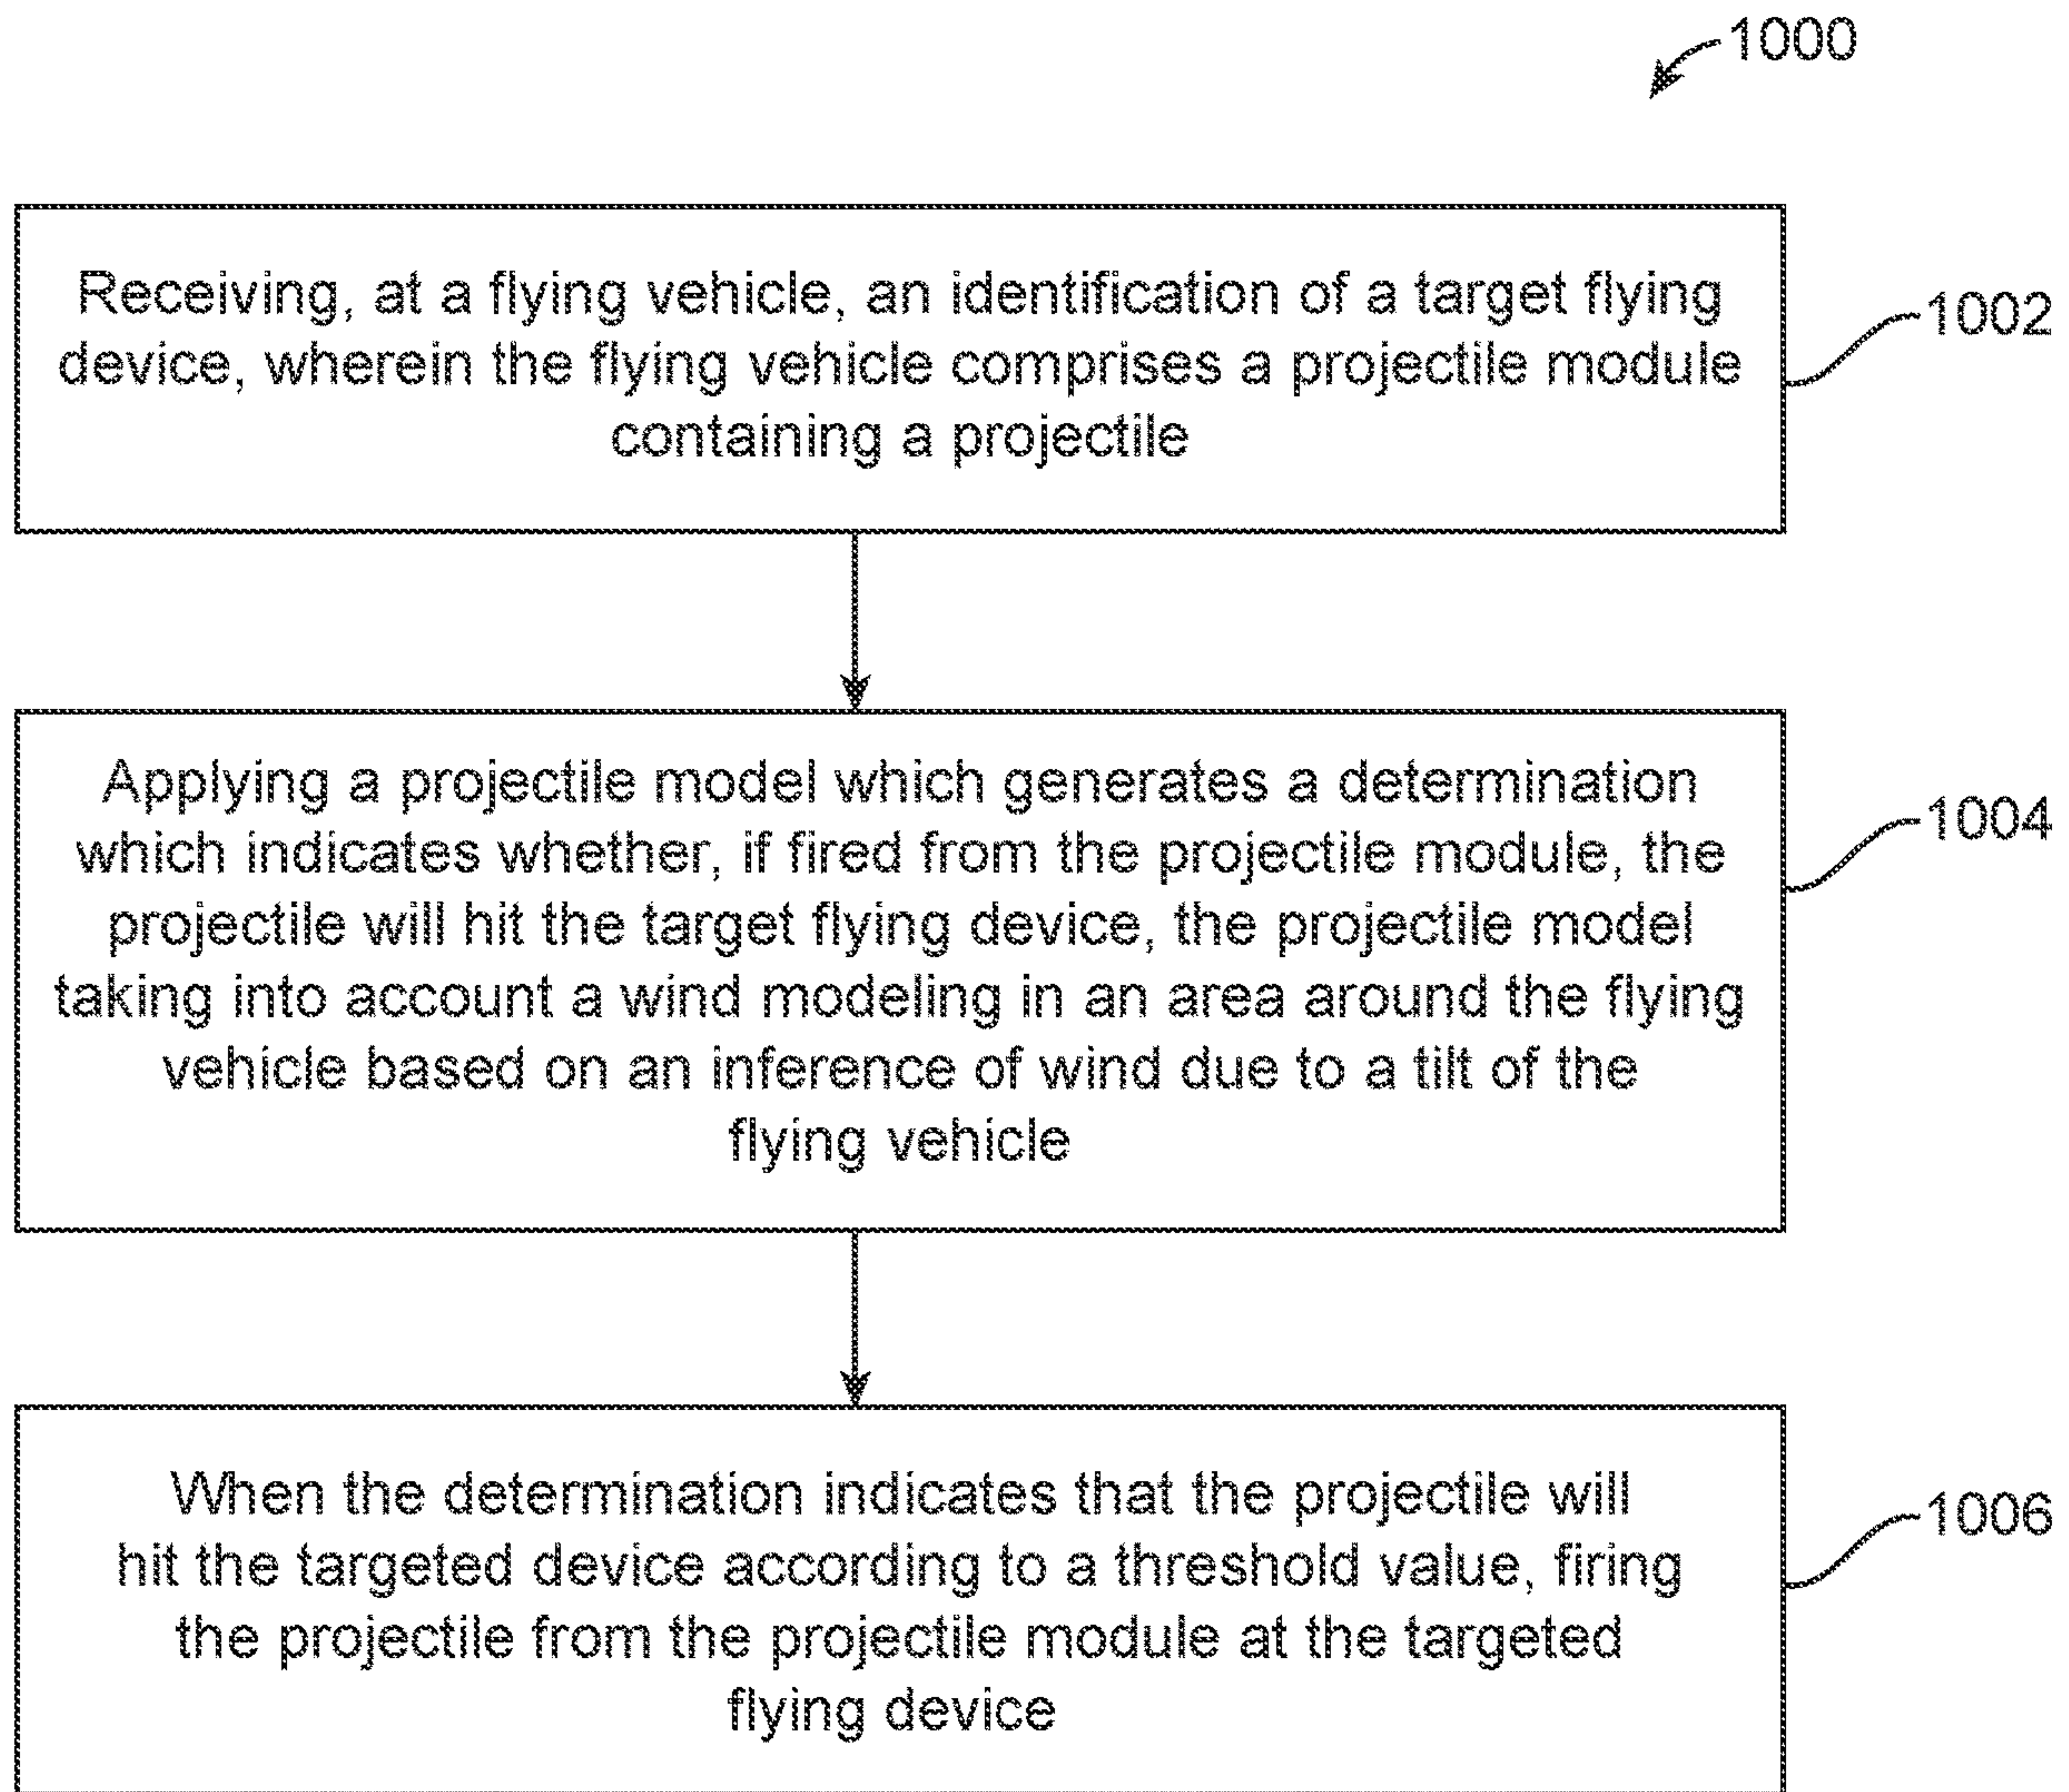 1000
Receiving, at a flying vehicle, an identification of a target flying
device, wherein the flying vehicle comprises a projectile module
containing a projectile
1002
Applying a projectile model which generates a determination
which indicates whether, if fired from the projectile module, the
projectile will hit the target flying device, the projectile model
taking into account a wind modeling in an area around the flying
vehicle based on an inference of wind due to a tilt of the
flying vehicle
1004
When the determination indicates that the projectile will
hit the targeted device according to a threshold value, firing
the projectile from the projectile module at the targeted
flying device
1006